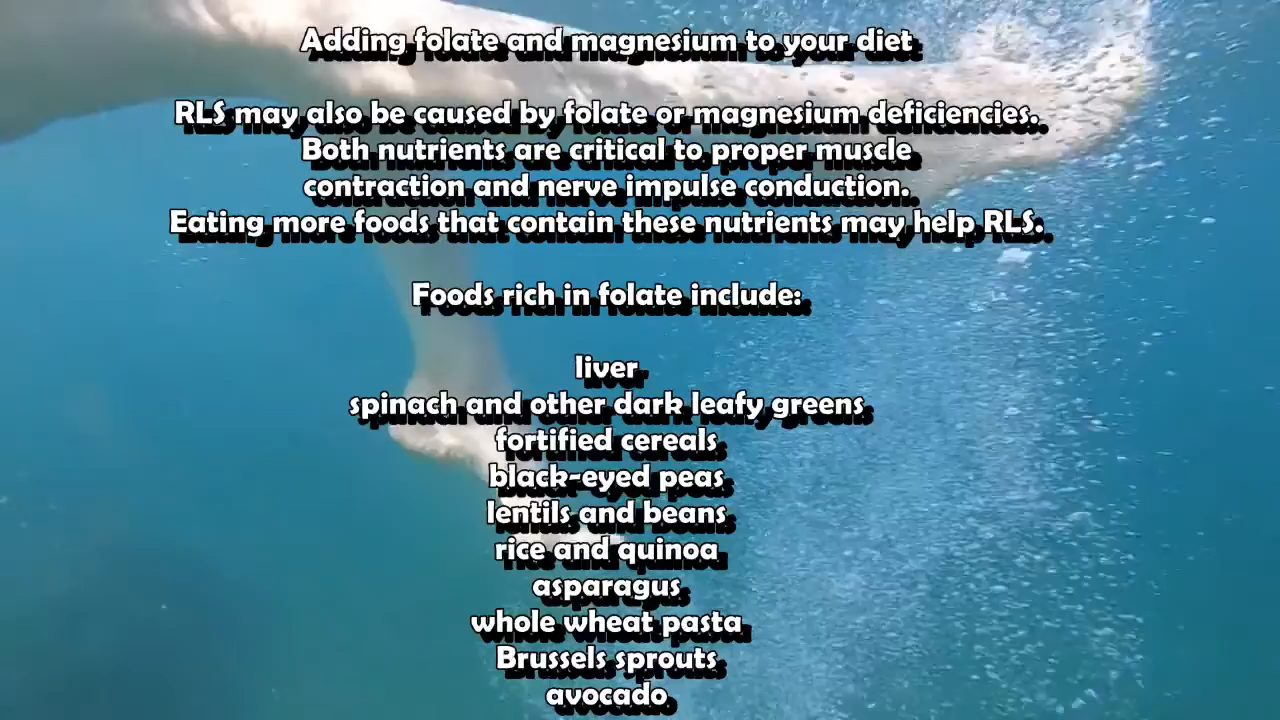 Adding folate and magnesium to your diet
RLS may also be caused by folate or magnesium deficiencies.
Both nutrients are critical to proper muscle
contraction and nerve impulse conduction.
Eating more foods that contain these nutrients may help RLS.
Foods rich in folate include:
liver
spinach and other dark leafy greens
fortified cereals
black-eyed peas
lentils and beans
rice and quinoa
asparagus
whole wheat pasta
Brussels sprouts
avocado